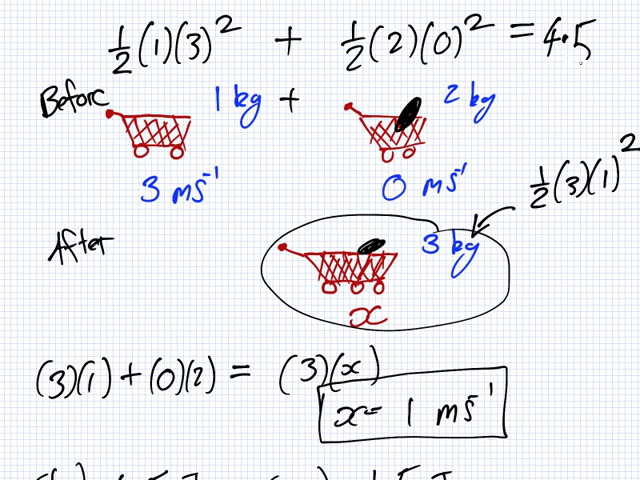 ½(1)(3)² + ½(2)(0)² = 4.5
Before 1 kg + 2 kg
3 ms⁻¹ 0 ms⁻¹
½(3)(1)²
After 3 kg
x
(3)(1) + (0)(2) = (3)(x)
x = 1 ms⁻¹